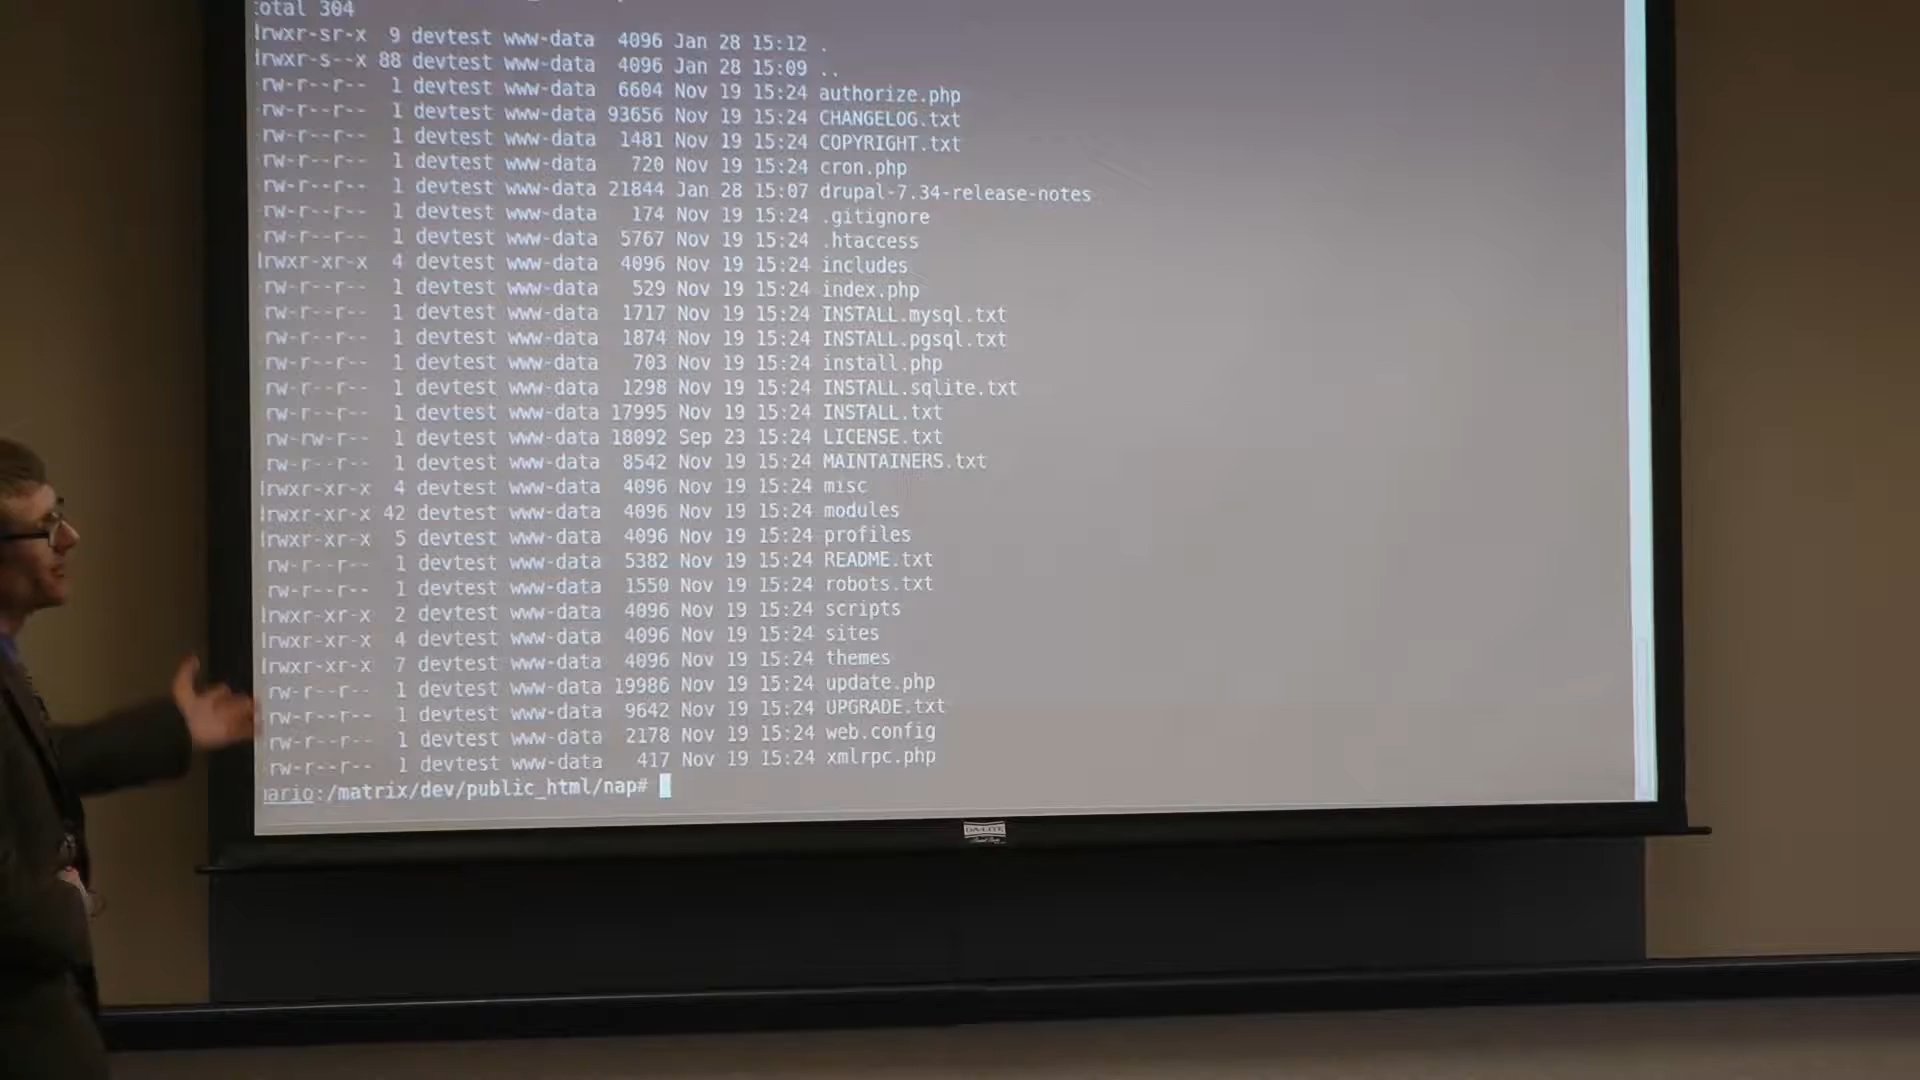 otal 304
rwxr-sr-x 9 devtest www-data 4096 Jan 28 15:12 .
rwxr-s--x 88 devtest www-data 4096 Jan 28 15:09 ..
rw-r--r-- 1 devtest www-data 6604 Nov 19 15:24 authorize.php
rw-r--r-- 1 devtest www-data 93656 Nov 19 15:24 CHANGELOG.txt
rw-r--r-- 1 devtest www-data 1481 Nov 19 15:24 COPYRIGHT.txt
rw-r--r-- 1 devtest www-data 720 Nov 19 15:24 cron.php
rw-r--r-- 1 devtest www-data 21844 Jan 28 15:07 drupal-7.34-release-notes
rw-r--r-- 1 devtest www-data 174 Nov 19 15:24 .gitignore
rw-r--r-- 1 devtest www-data 5767 Nov 19 15:24 .htaccess
rwxr-xr-x 4 devtest www-data 4096 Nov 19 15:24 includes
rw-r--r-- 1 devtest www-data 529 Nov 19 15:24 index.php
rw-r--r-- 1 devtest www-data 1717 Nov 19 15:24 INSTALL.mysql.txt
rw-r--r-- 1 devtest www-data 1874 Nov 19 15:24 INSTALL.pgsql.txt
rw-r--r-- 1 devtest www-data 703 Nov 19 15:24 install.php
rw-r--r-- 1 devtest www-data 1298 Nov 19 15:24 INSTALL.sqlite.txt
rw-r--r-- 1 devtest www-data 17995 Nov 19 15:24 INSTALL.txt
rw-rw-r-- 1 devtest www-data 18092 Sep 23 15:24 LICENSE.txt
rw-r--r-- 1 devtest www-data 8542 Nov 19 15:24 MAINTAINERS.txt
rwxr-xr-x 4 devtest www-data 4096 Nov 19 15:24 misc
rwxr-xr-x 42 devtest www-data 4096 Nov 19 15:24 modules
rwxr-xr-x 5 devtest www-data 4096 Nov 19 15:24 profiles
rw-r--r-- 1 devtest www-data 5382 Nov 19 15:24 README.txt
rw-r--r-- 1 devtest www-data 1550 Nov 19 15:24 robots.txt
rwxr-xr-x 2 devtest www-data 4096 Nov 19 15:24 scripts
rwxr-xr-x 4 devtest www-data 4096 Nov 19 15:24 sites
rwxr-xr-x 7 devtest www-data 4096 Nov 19 15:24 themes
rw-r--r-- 1 devtest www-data 19986 Nov 19 15:24 update.php
rw-r--r-- 1 devtest www-data 9642 Nov 19 15:24 UPGRADE.txt
rw-r--r-- 1 devtest www-data 2178 Nov 19 15:24 web.config
rw-r--r-- 1 devtest www-data 417 Nov 19 15:24 xmlrpc.php
ario:/matrix/dev/public_html/nap#
DA-LITE